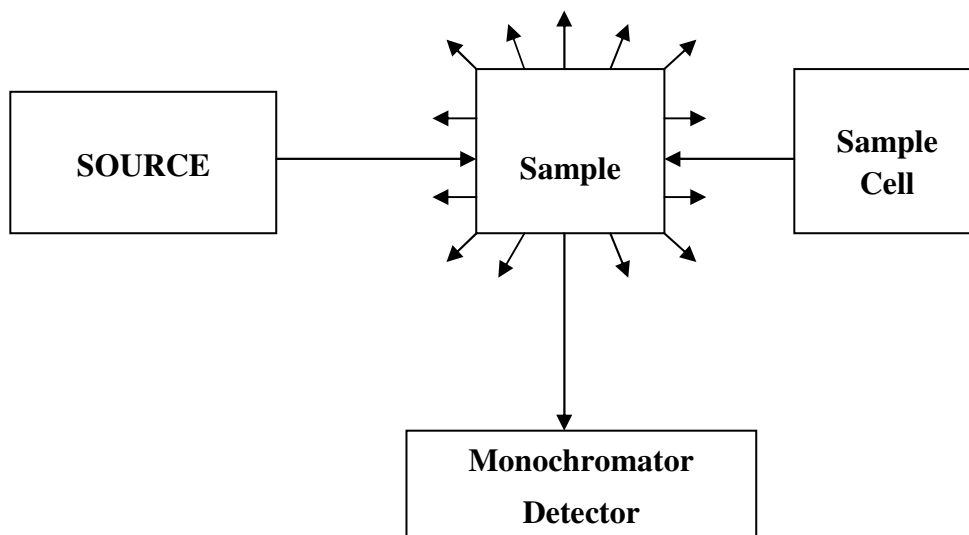 SOURCE
Sample
Sample
Cell
Monochromator
Detector